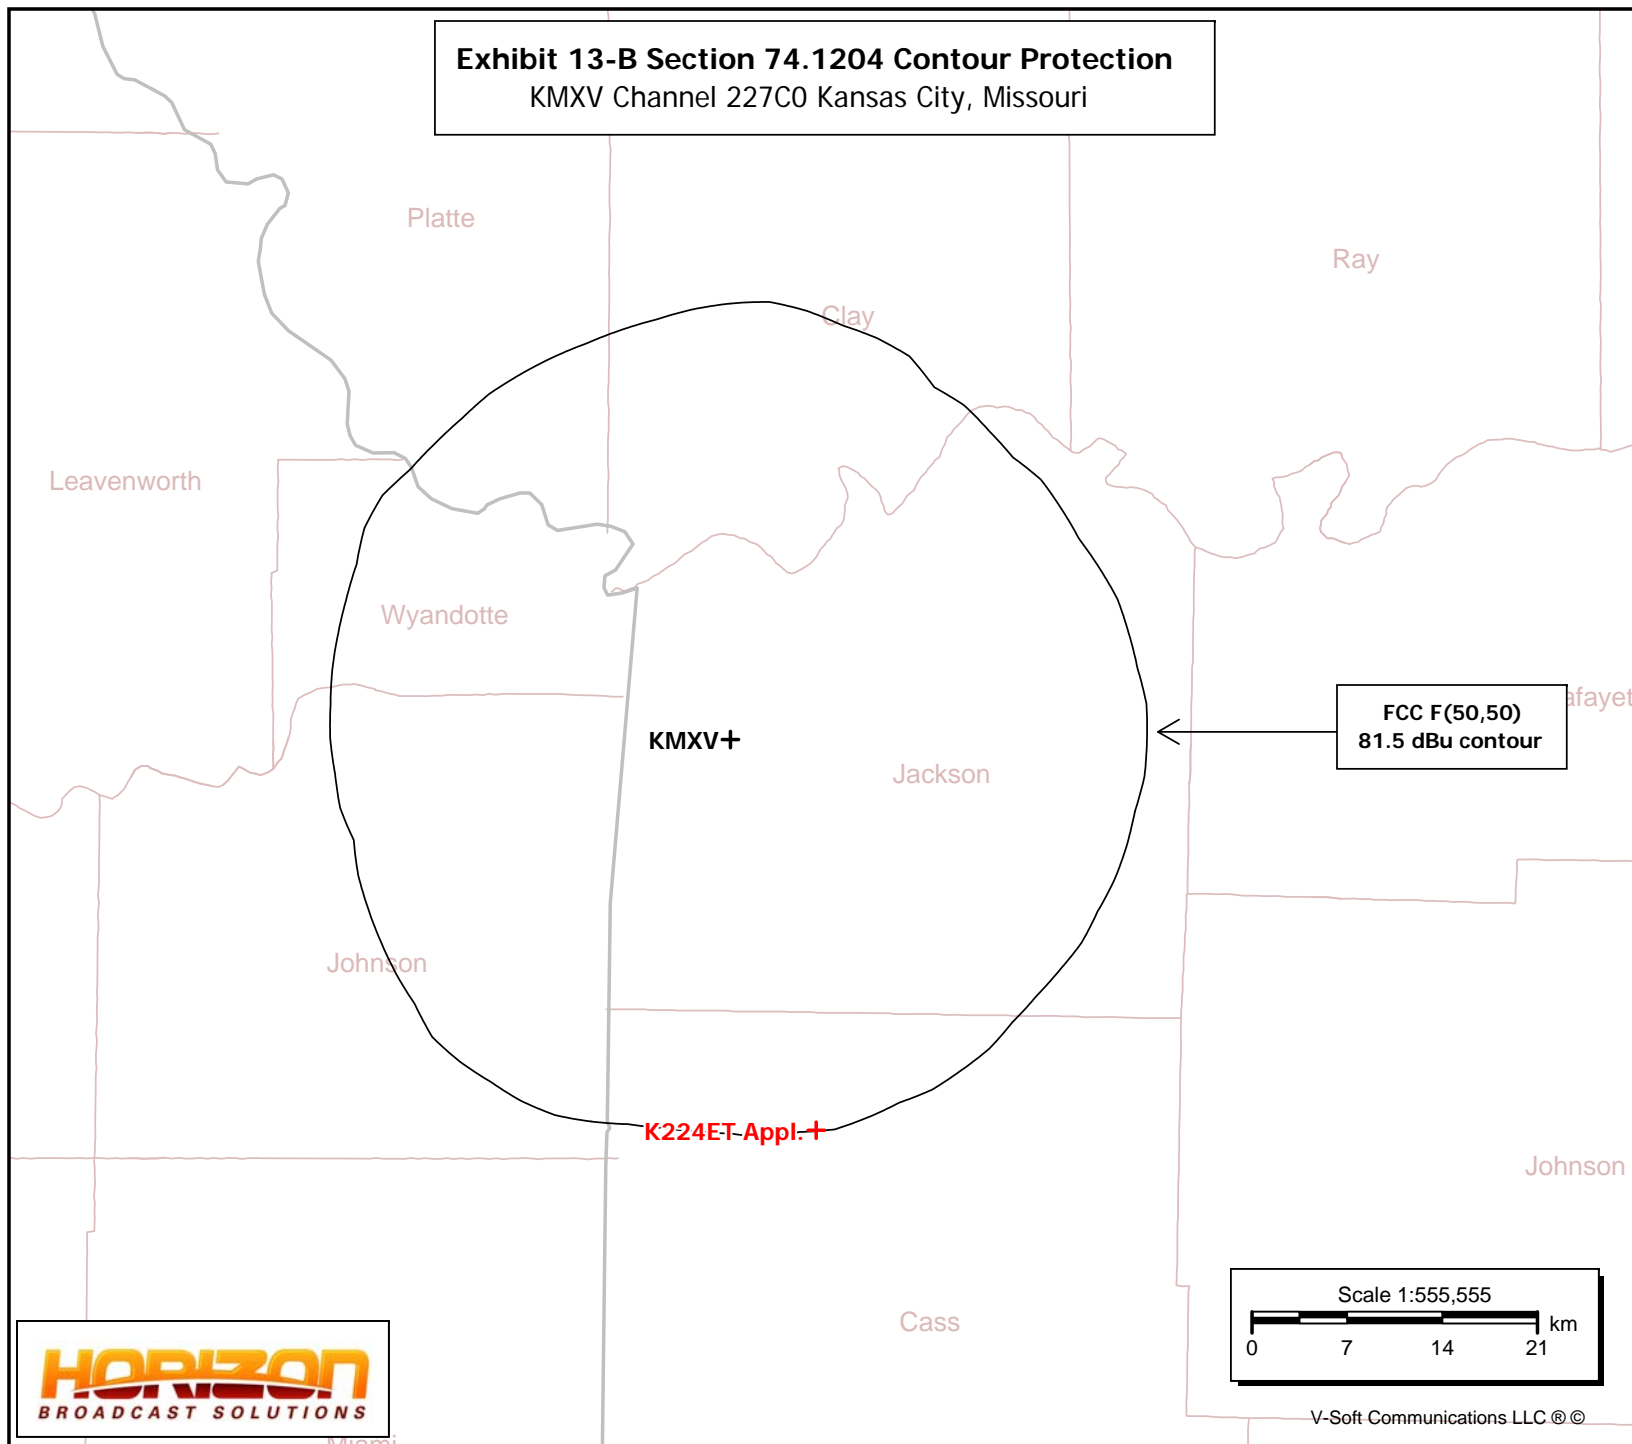 Exhibit 13-B Section 74.1204 Contour Protection
KMXV Channel 227C0 Kansas City, Missouri
Platte
Ray
Clay
Leavenworth
Wyandotte
FCC F(50,50)
81.5 dBu contour
afayet
KMXV
Jackson
Johnson
K224ET Appl.
Johnson
Cass
Scale 1:555,555
km
0 7 14 21
HORIZON
BROADCAST SOLUTIONS
V-Soft Communications LLC ® ©
Miami